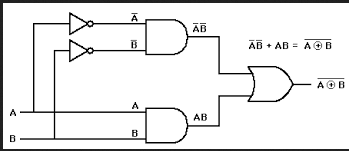 A̅
A̅B̅
B̅
A̅B̅ + AB = A̅ ̅⊕̅ ̅B̅
A̅ ̅⊕̅ ̅B̅
A
A
AB
B
B